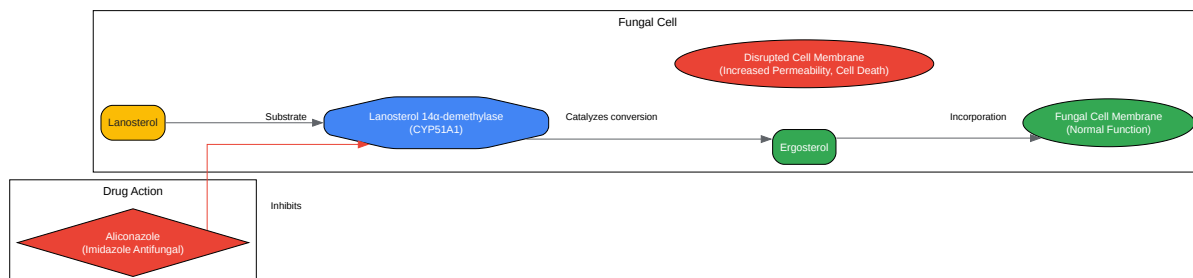 Fungal Cell
Disrupted Cell Membrane
(Increased Permeability, Cell Death)
Lanosterol
Substrate
Lanosterol 14α-demethylase
(CYP51A1)
Catalyzes conversion
Ergosterol
Incorporation
Fungal Cell Membrane
(Normal Function)
Drug Action
Inhibits
Aliconazole
(Imidazole Antifungal)